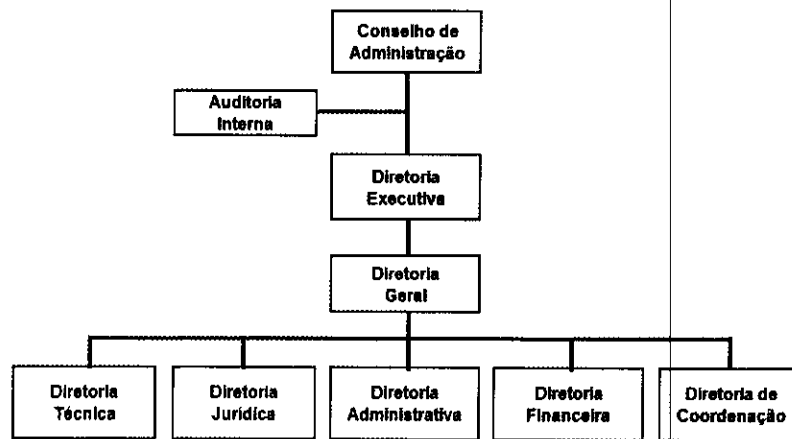 Conselho de
Administração
Auditoria
Interna
Diretoria
Executiva
Diretoria
Geral
Diretoria
Técnica
Diretoria
Jurídica
Diretoria
Administrativa
Diretoria
Financeira
Diretoria de
Coordenação